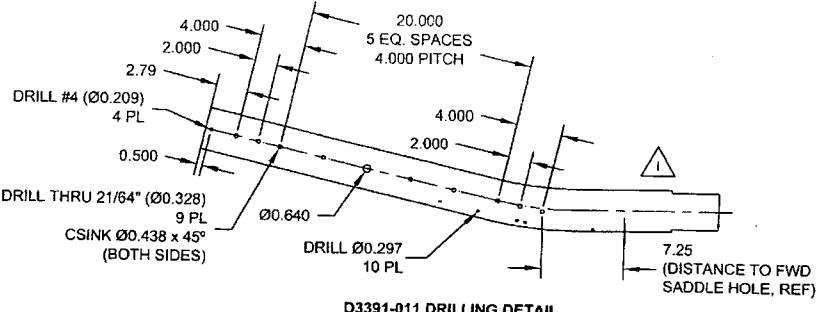 20.000
5 EQ. SPACES
4.000 PITCH
4.000
2.000
2.79
DRILL #4 (Ø0.209)
4 PL
0.500
4.000
2.000
1
DRILL THRU 21/64" (Ø0.328)
9 PL
CSINK Ø0.438 x 45°
(BOTH SIDES)
Ø0.640
DRILL Ø0.297
10 PL
7.25
(DISTANCE TO FWD
SADDLE HOLE, REF)
D3391-011 DRILLING DETAIL